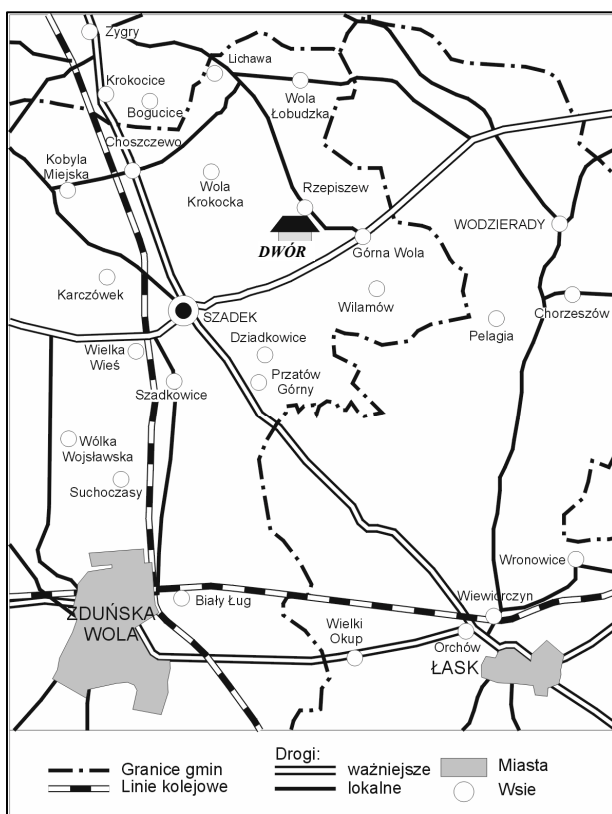 Zygry
Lichawa
Krokocice
Bogucice
Wola
Łobudzka
Choszczewo
Kobyla
Miejska
Wola
Krokocka
Rzepiszew
WODZIERADY
DWÓR
Górna Wola
Karczówek
Wilamów
Chorzeszów
SZADEK
Pelagia
Dziadkowice
Wielka
Wieś
Przatów
Górny
Szadkowice
Wólka
Wojsławska
Suchoczasy
Wronowice
Wiewiórczyn
Biały Ług
ZDUŃSKA
WOLA
Wielki
Okup
Orchów
ŁASK
Drogi:
Granice gmin
ważniejsze
Miasta
Linie kolejowe
lokalne
Wsie